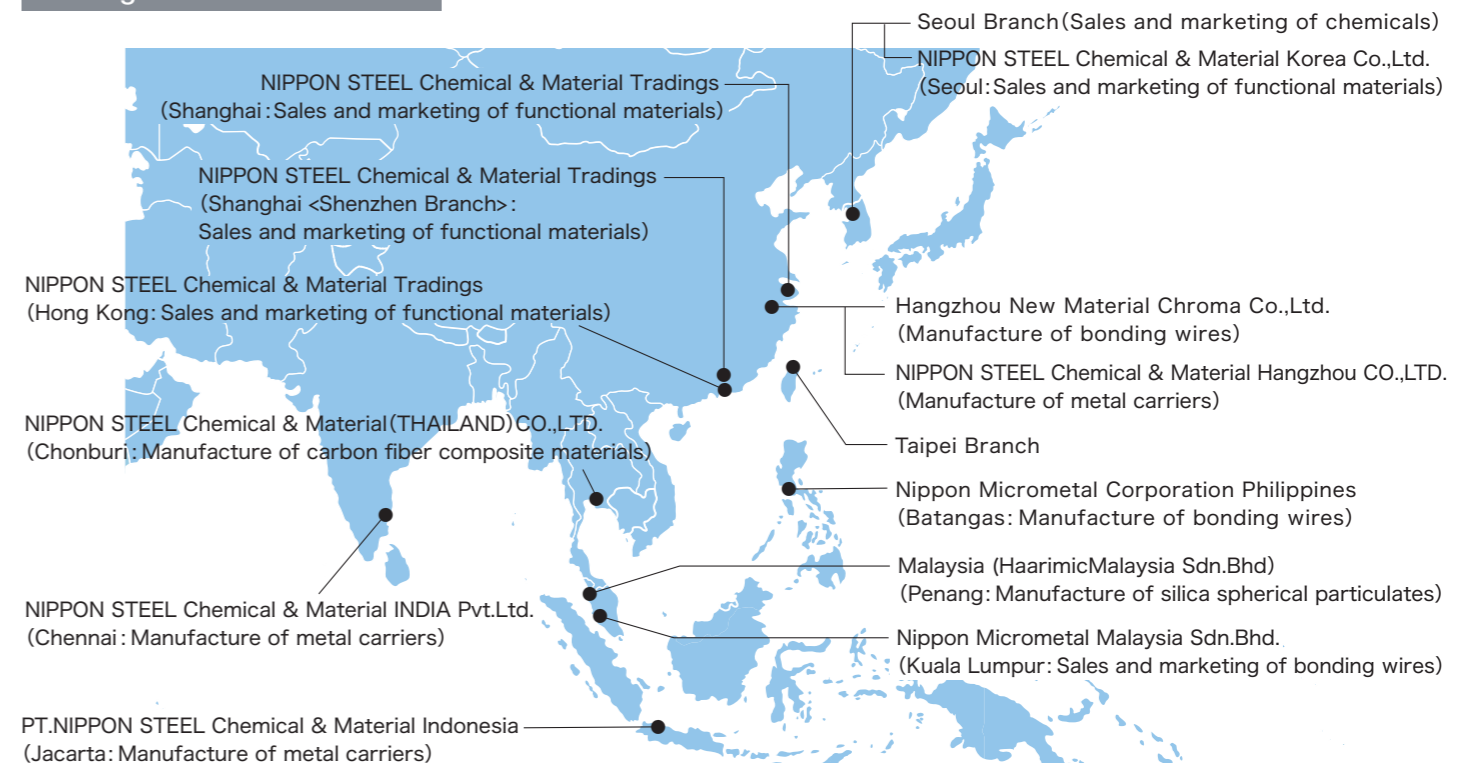 Seoul Branch(Sales and marketing of chemicals)
NIPPON STEEL Chemical & Material Korea Co.,Ltd.
(Seoul:Sales and marketing of functional materials)
NIPPON STEEL Chemical & Material Tradings
(Shanghai:Sales and marketing of functional materials)
NIPPON STEEL Chemical & Material Tradings
(Shanghai <Shenzhen Branch>:
Sales and marketing of functional materials)
NIPPON STEEL Chemical & Material Tradings
(Hong Kong: Sales and marketing of functional materials)
Hangzhou New Material Chroma Co.,Ltd.
(Manufacture of bonding wires)
NIPPON STEEL Chemical & Material Hangzhou CO.,LTD.
(Manufacture of metal carriers)
NIPPON STEEL Chemical & Material(THAILAND)CO.,LTD.
(Chonburi: Manufacture of carbon fiber composite materials)
Taipei Branch
Nippon Micrometal Corporation Philippines
(Batangas: Manufacture of bonding wires)
Malaysia (HaarimicMalaysia Sdn.Bhd)
(Penang: Manufacture of silica spherical particulates)
NIPPON STEEL Chemical & Material INDIA Pvt.Ltd.
(Chennai: Manufacture of metal carriers)
Nippon Micrometal Malaysia Sdn.Bhd.
(Kuala Lumpur: Sales and marketing of bonding wires)
PT.NIPPON STEEL Chemical & Material Indonesia
(Jacarta: Manufacture of metal carriers)